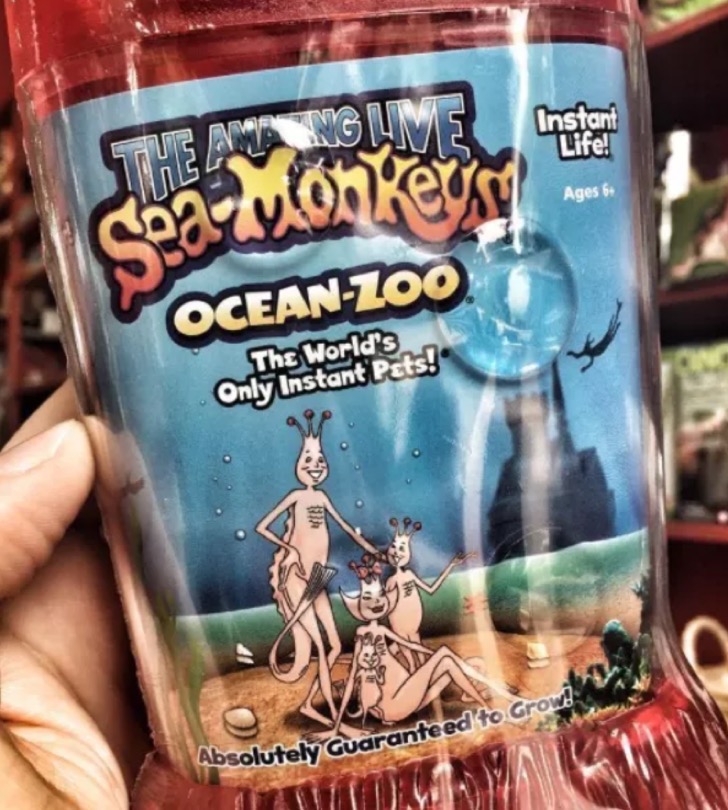 THE AMAZING LIVE
Sea-Monkeys
OCEAN-ZOO®
The World's
Only Instant Pets!
Instant
Life!
Ages 6+
Absolutely Guaranteed to Grow!